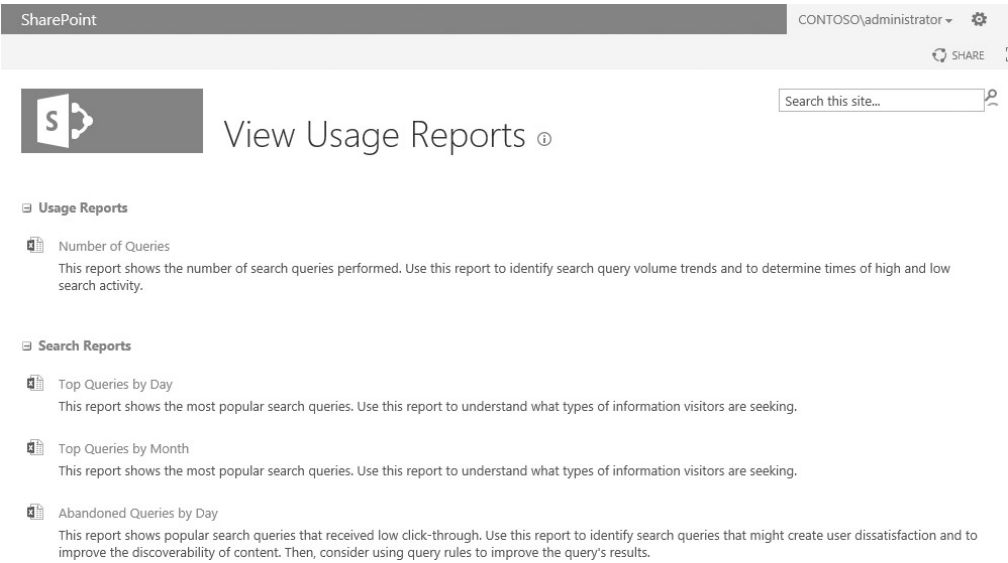 SharePoint
CONTOSO\administrator
SHARE
S
Search this site...
View Usage Reports
Usage Reports
Number of Queries
This report shows the number of search queries performed. Use this report to identify search query volume trends and to determine times of high and low
search activity.
Search Reports
Top Queries by Day
This report shows the most popular search queries. Use this report to understand what types of information visitors are seeking.
Top Queries by Month
This report shows the most popular search queries. Use this report to understand what types of information visitors are seeking.
Abandoned Queries by Day
This report shows popular search queries that received low click-through. Use this report to identify search queries that might create user dissatisfaction and to
improve the discoverability of content. Then, consider using query rules to improve the query's results.